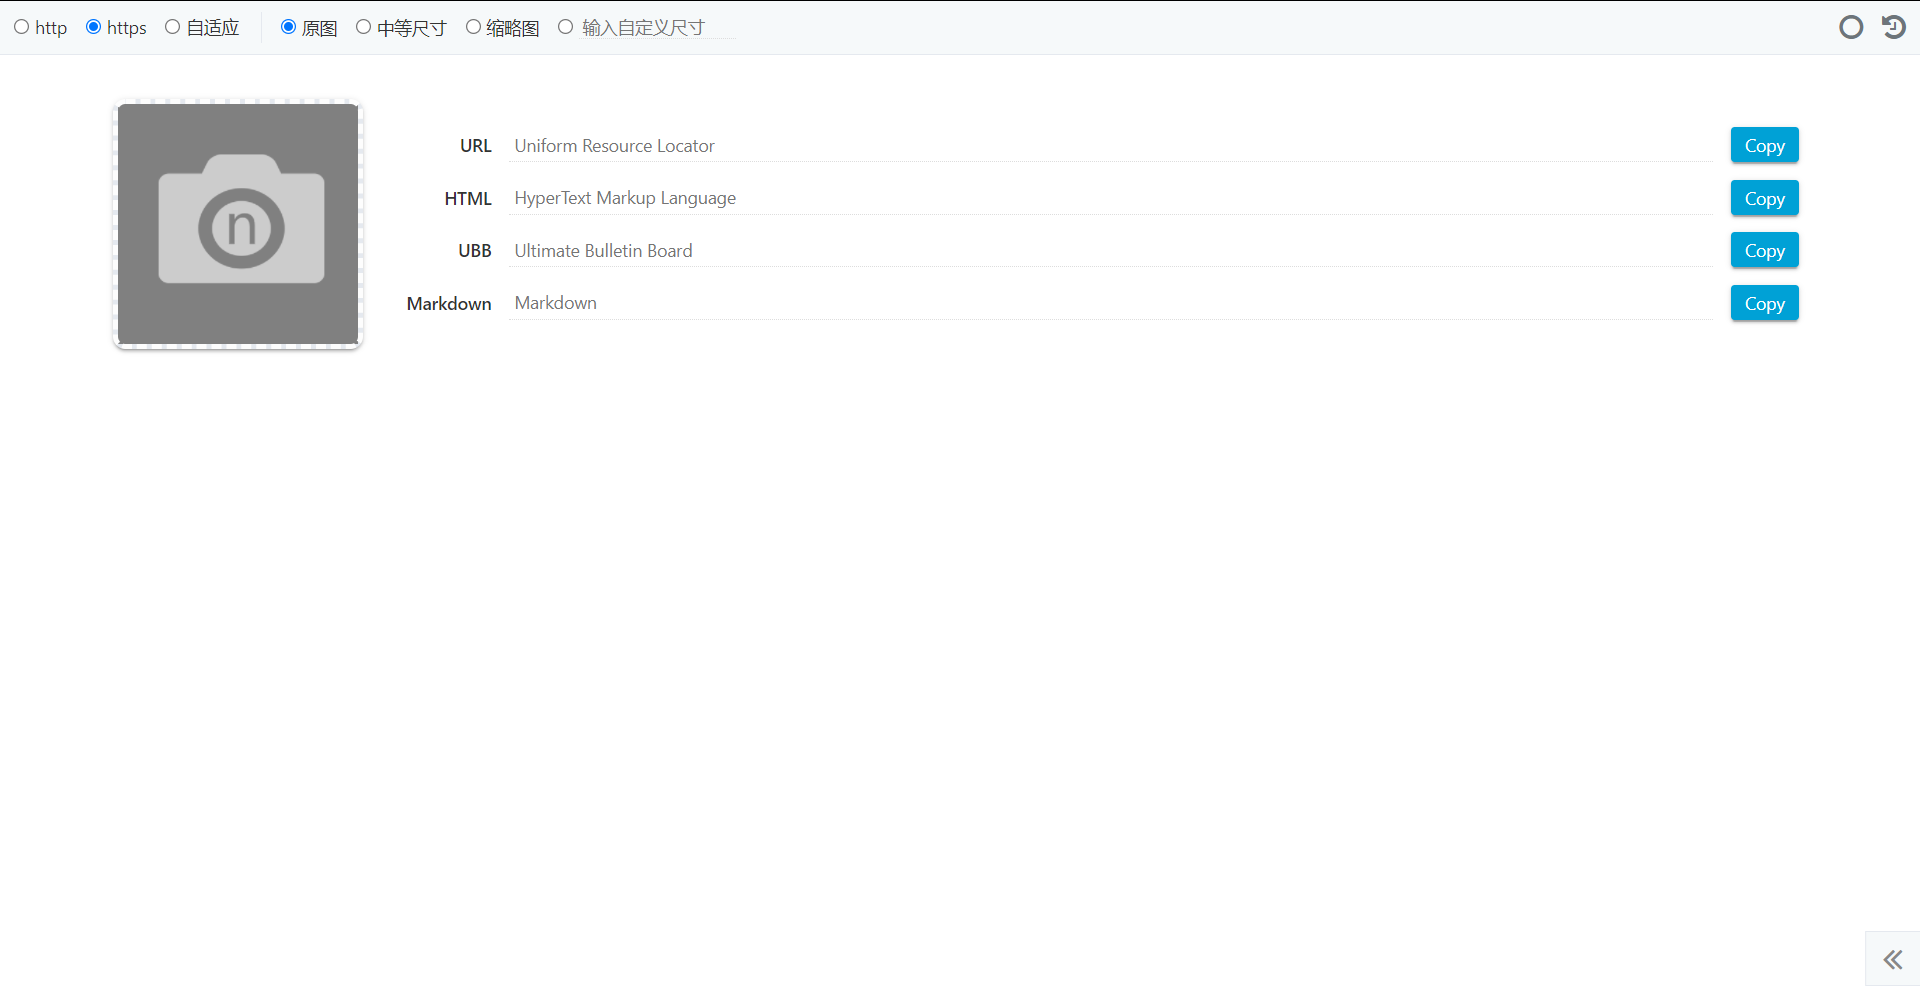 http https 自适应 原图 中等尺寸 缩略图 输入自定义尺寸
n
URL Uniform Resource Locator Copy
HTML HyperText Markup Language Copy
UBB Ultimate Bulletin Board Copy
Markdown Markdown Copy